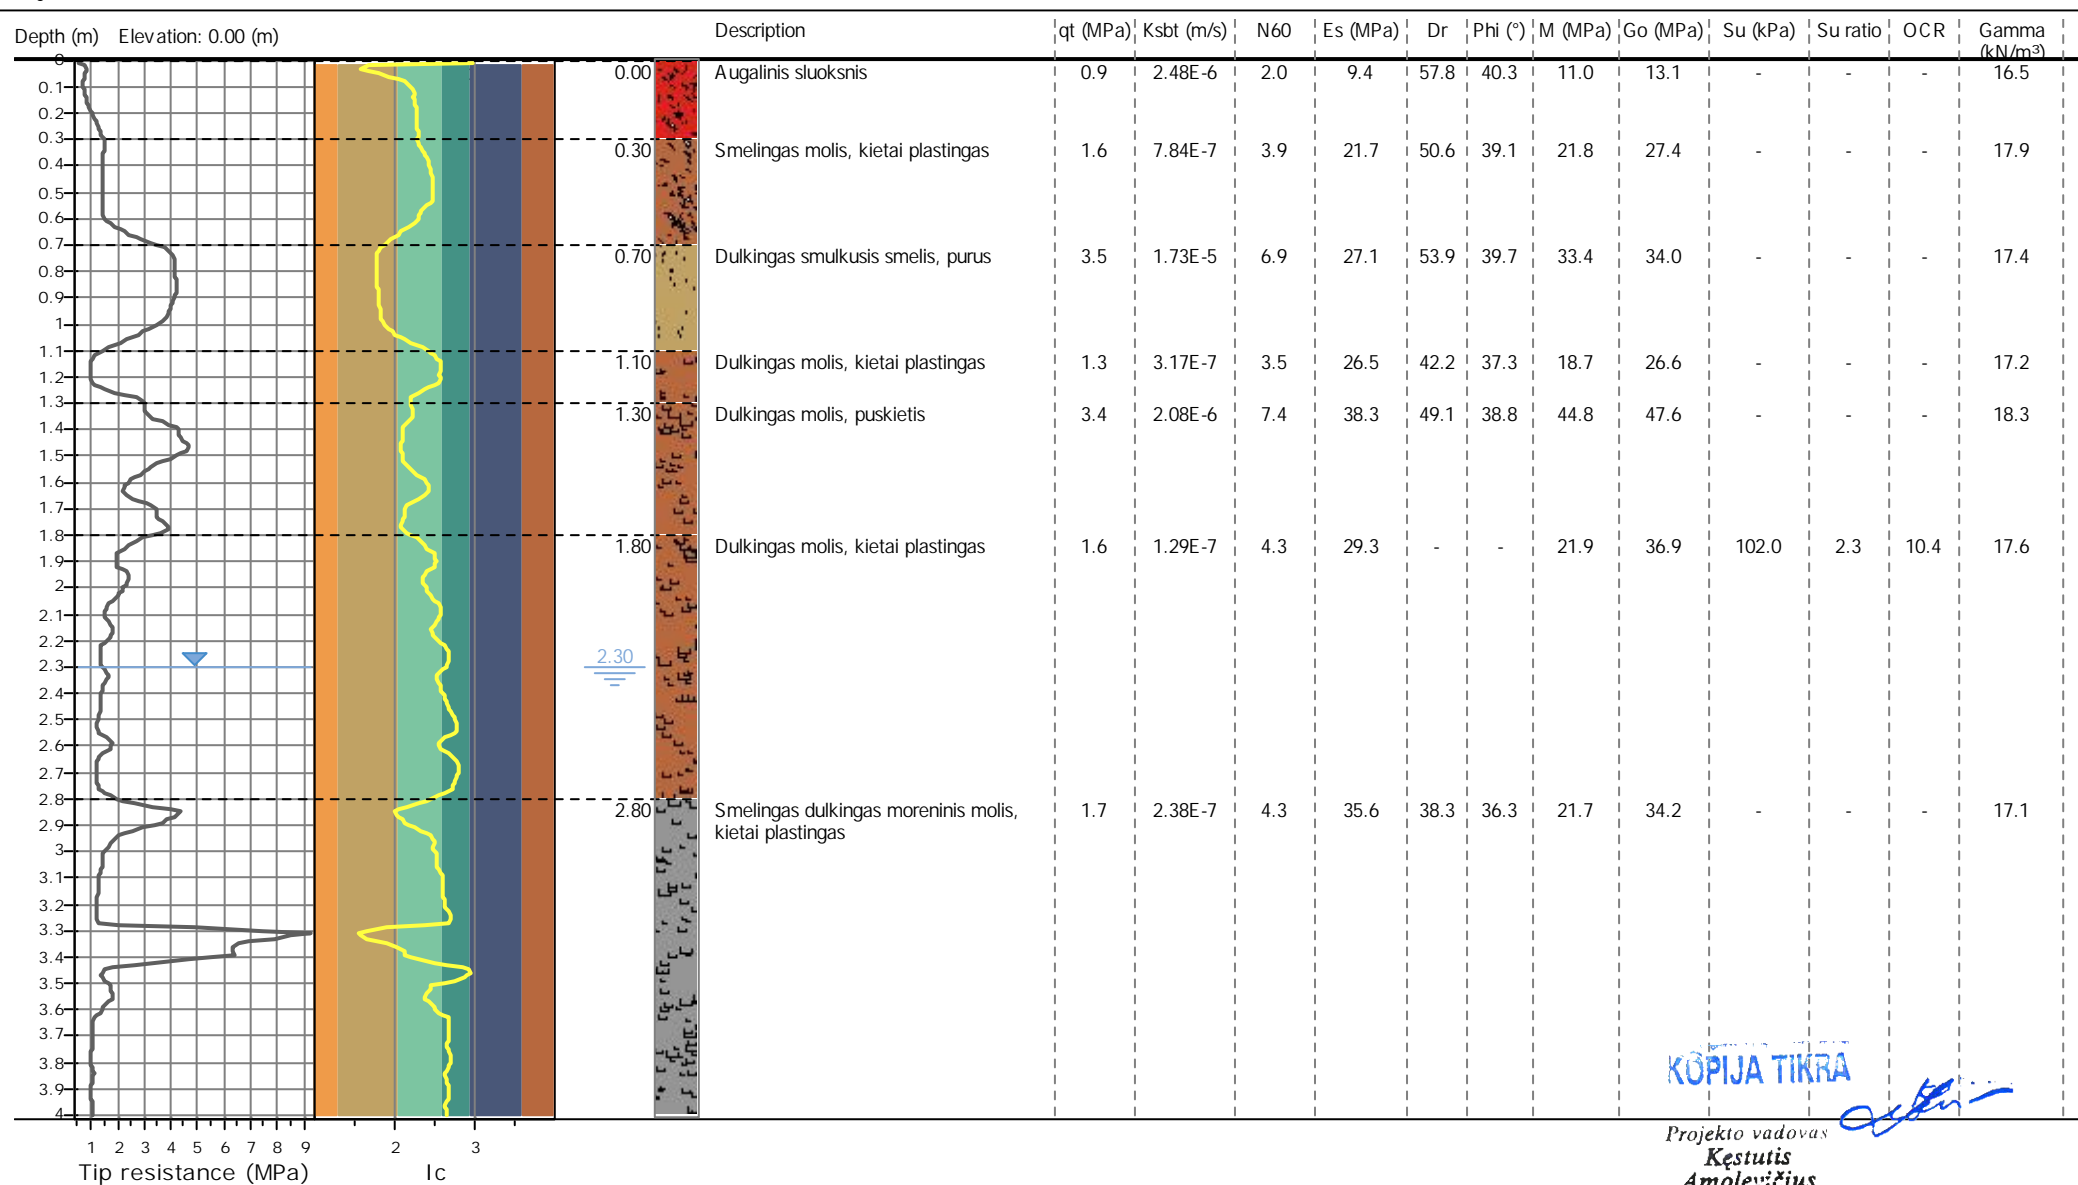 Depth (m) Elevation: 0.00 (m) Description qt (MPa) Ksbt (m/s) N60 Es (MPa) Dr Phi (°) M (MPa) Go (MPa) Su (kPa) Su ratio OCR Gamma (kN/m³)
0
0.00 Augalinis sluoksnis 0.9 2.48E-6 2.0 9.4 57.8 40.3 11.0 13.1 - - - 16.5
0.1
0.2
0.3
0.30 Smelingas molis, kietai plastingas 1.6 7.84E-7 3.9 21.7 50.6 39.1 21.8 27.4 - - - 17.9
0.4
0.5
0.6
0.7
0.70 Dulkingas smulkusis smelis, purus 3.5 1.73E-5 6.9 27.1 53.9 39.7 33.4 34.0 - - - 17.4
0.8
0.9
1
1.1
1.10 Dulkingas molis, kietai plastingas 1.3 3.17E-7 3.5 26.5 42.2 37.3 18.7 26.6 - - - 17.2
1.2
1.3
1.30 Dulkingas molis, puskietis 3.4 2.08E-6 7.4 38.3 49.1 38.8 44.8 47.6 - - - 18.3
1.4
1.5
1.6
1.7
1.8
1.80 Dulkingas molis, kietai plastingas 1.6 1.29E-7 4.3 29.3 - - 21.9 36.9 102.0 2.3 10.4 17.6
1.9
2
2.1
2.2
2.30
2.3
2.4
2.5
2.6
2.7
2.8
2.80 Smelingas dulkingas moreninis molis, 1.7 2.38E-7 4.3 35.6 38.3 36.3 21.7 34.2 - - - 17.1
kietai plastingas
2.9
3
3.1
3.2
3.3
3.4
3.5
3.6
3.7
3.8
3.9
4
KOPIJA TIKRA
1 2 3 4 5 6 7 8 9 2 3
Tip resistance (MPa) Ic
Projekto vadovas
Kęstutis
Amolevičius